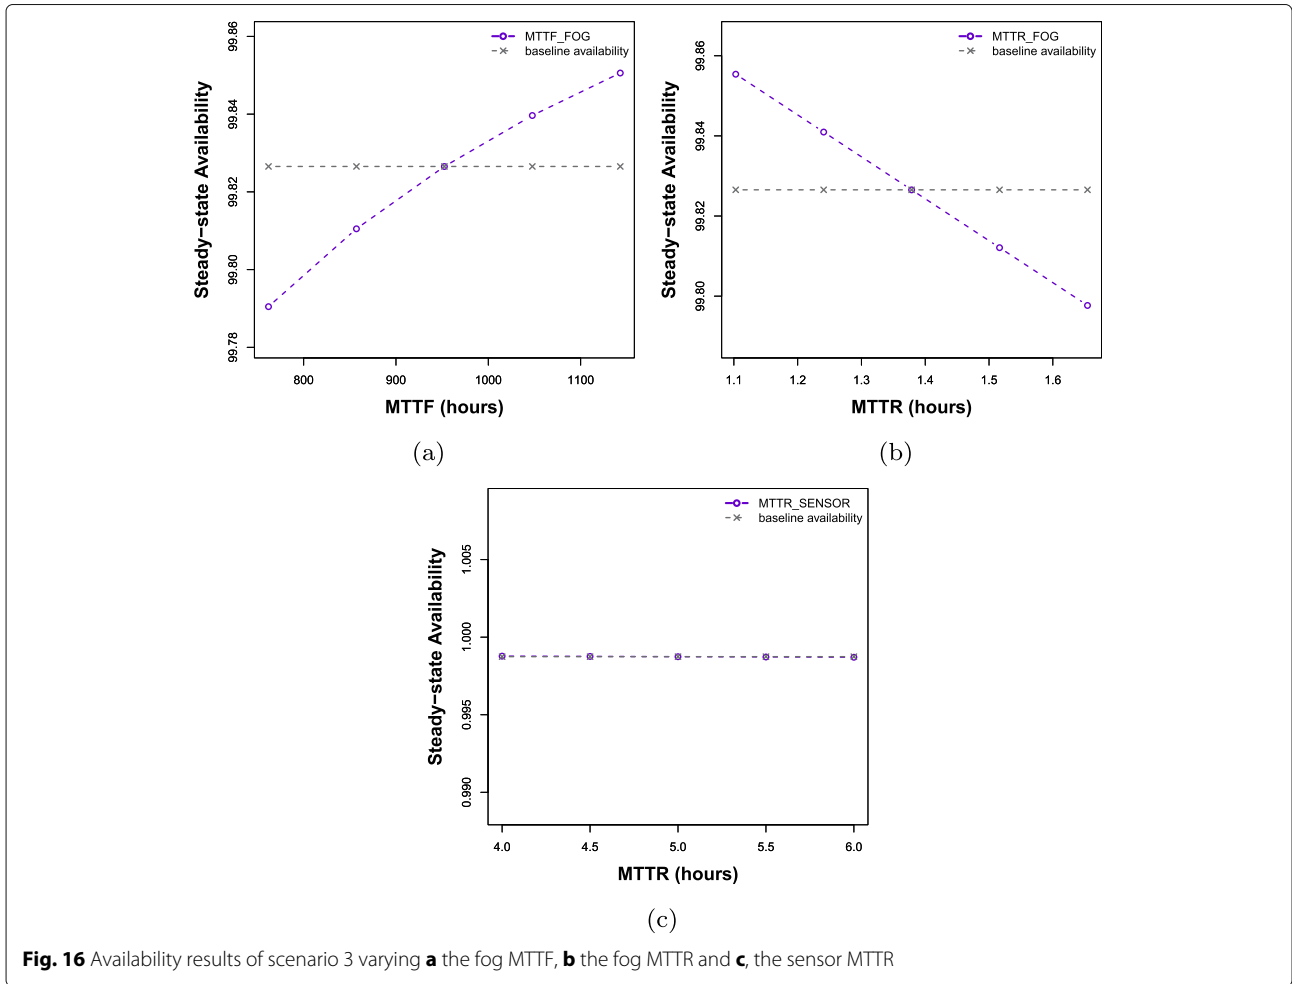 MTTF_FOG
baseline availability
99.86
99.84
99.82
99.80
99.78
Steady−state Availability
800 900 1000 1100
MTTF (hours)
(a)
MTTR_FOG
baseline availability
99.86
99.84
99.82
99.80
Steady−state Availability
1.1 1.2 1.3 1.4 1.5 1.6
MTTR (hours)
(b)
MTTR_SENSOR
baseline availability
1.005
1.000
0.995
0.990
Steady−state Availability
4.0 4.5 5.0 5.5 6.0
MTTR (hours)
(c)
Fig. 16 Availability results of scenario 3 varying a the fog MTTF, b the fog MTTR and c, the sensor MTTR